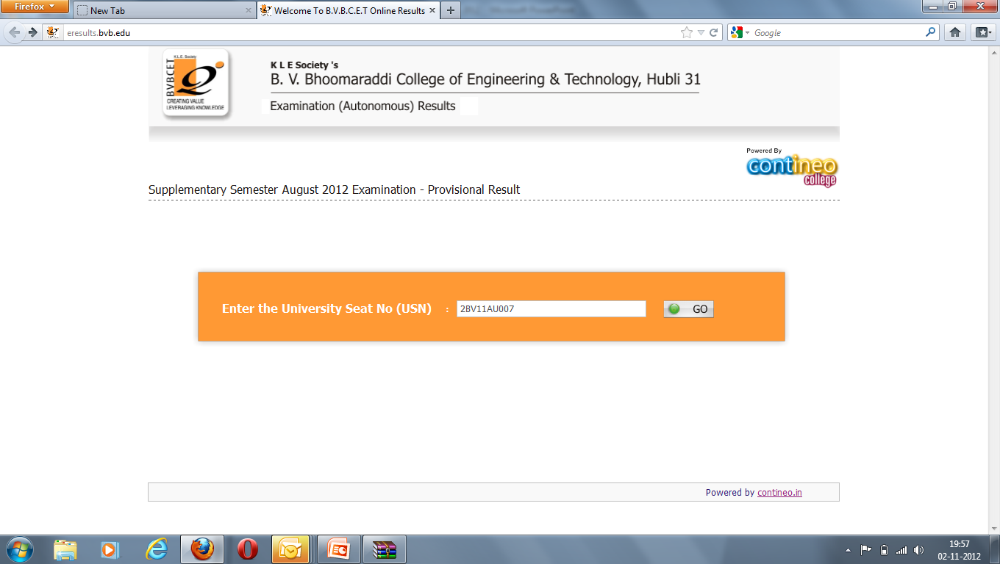 Firefox
New Tab
Welcome To B.V.B.C.E.T Online Results
eresults.bvb.edu
Google
K.L.E. Society
BVBCET
CREATING VALUE
LEVERAGING KNOWLEDGE
K L E Society 's
B. V. Bhoomaraddi College of Engineering & Technology, Hubli 31
Examination (Autonomous) Results
Powered By
contineo
college
Supplementary Semester August 2012 Examination - Provisional Result
Enter the University Seat No (USN) : 2BV11AU007 GO
Powered by contineo.in
19:57
02-11-2012